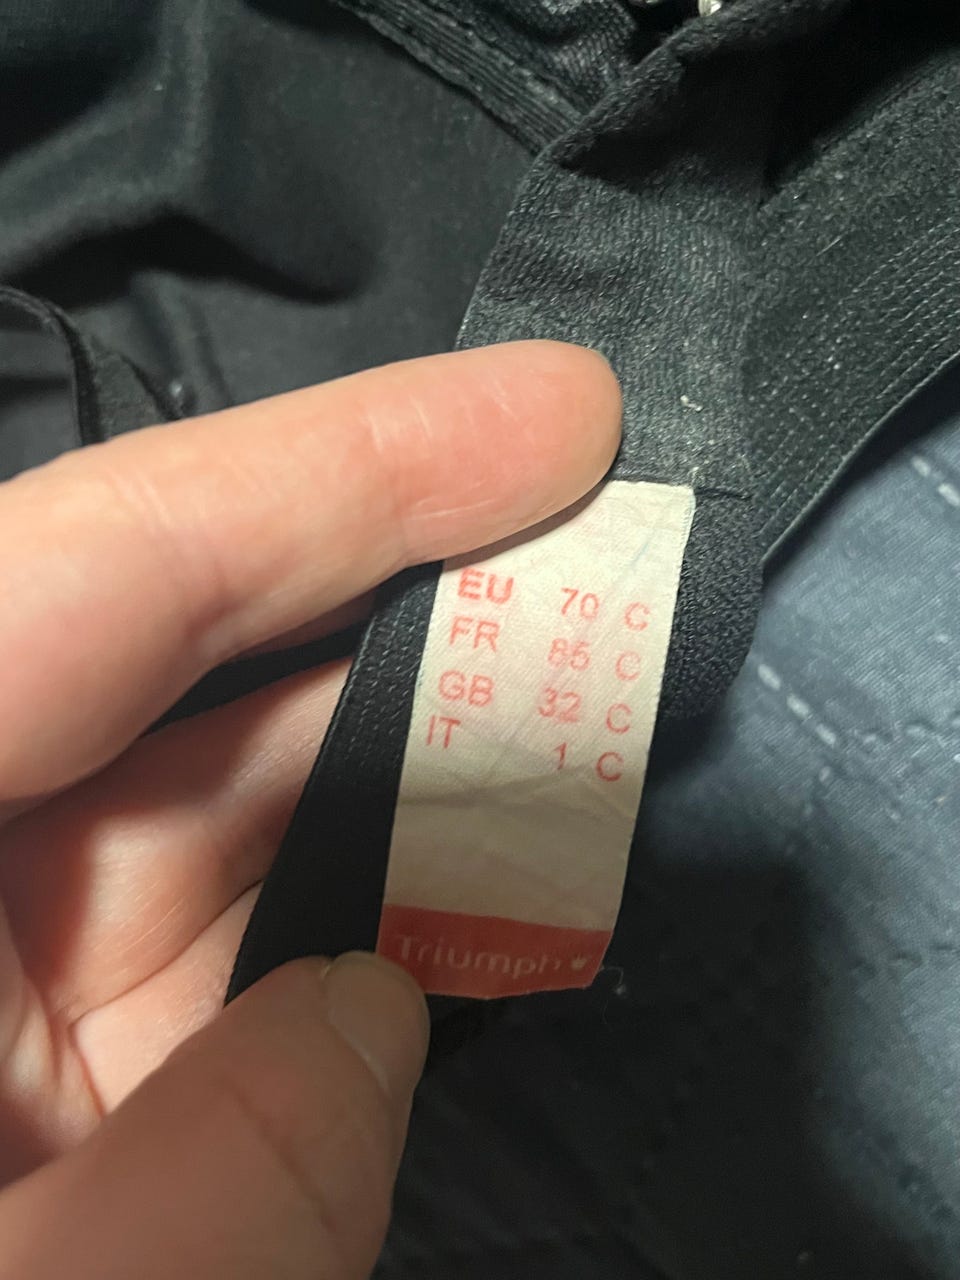 EU 70 C
FR 85 C
GB 32 C
IT 1 C
Triumph